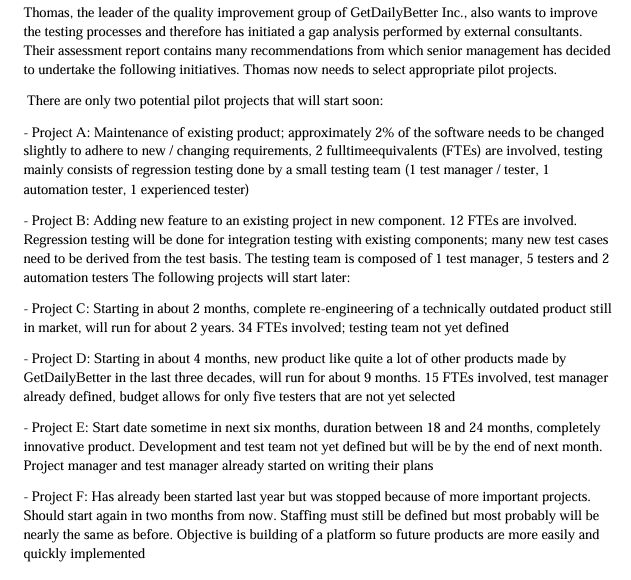 Thomas, the leader of the quality improvement group of GetDailyBetter Inc., also wants to improve
the testing processes and therefore has initiated a gap analysis performed by external consultants.
Their assessment report contains many recommendations from which senior management has decided
to undertake the following initiatives. Thomas now needs to select appropriate pilot projects.
There are only two potential pilot projects that will start soon:
- Project A: Maintenance of existing product; approximately 2% of the software needs to be changed
slightly to adhere to new / changing requirements, 2 fulltimeequivalents (FTEs) are involved, testing
mainly consists of regression testing done by a small testing team (1 test manager / tester, 1
automation tester, 1 experienced tester)
- Project B: Adding new feature to an existing project in new component. 12 FTEs are involved.
Regression testing will be done for integration testing with existing components; many new test cases
need to be derived from the test basis. The testing team is composed of 1 test manager, 5 testers and 2
automation testers The following projects will start later:
- Project C: Starting in about 2 months, complete re-engineering of a technically outdated product still
in market, will run for about 2 years. 34 FTEs involved; testing team not yet defined
- Project D: Starting in about 4 months, new product like quite a lot of other products made by
GetDailyBetter in the last three decades, will run for about 9 months. 15 FTEs involved, test manager
already defined, budget allows for only five testers that are not yet selected
- Project E: Start date sometime in next six months, duration between 18 and 24 months, completely
innovative product. Development and test team not yet defined but will be by the end of next month.
Project manager and test manager already started on writing their plans
- Project F: Has already been started last year but was stopped because of more important projects.
Should start again in two months from now. Staffing must still be defined but most probably will be
nearly the same as before. Objective is building of a platform so future products are more easily and
quickly implemented